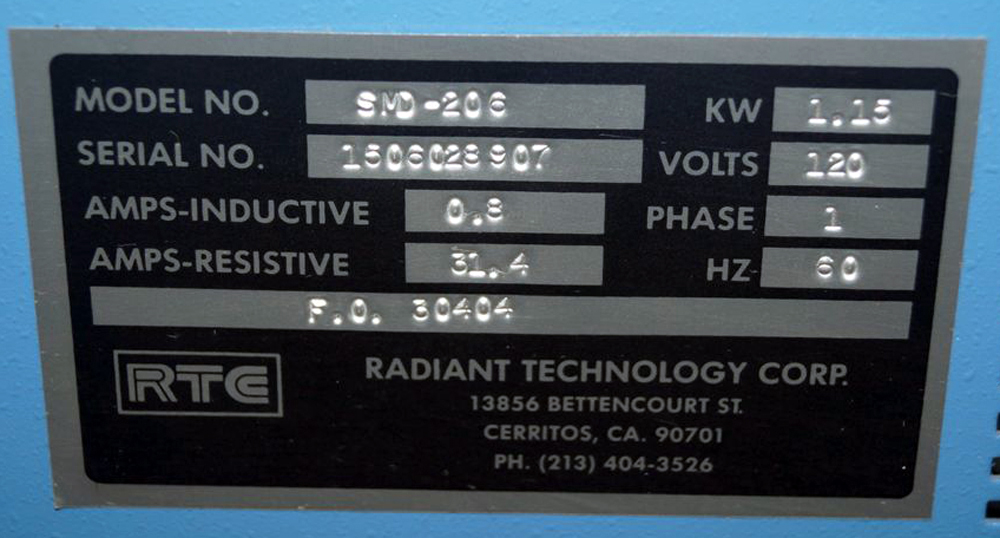 MODEL NO. SMD-206 KW 1.15
SERIAL NO. 1506028907 VOLTS 120
AMPS-INDUCTIVE 0.8 PHASE 1
AMPS-RESISTIVE 31.4 HZ 60
F.O. 30404
RTC
RADIANT TECHNOLOGY CORP.
13856 BETTENCOURT ST.
CERRITOS, CA. 90701
PH. (213) 404-3526